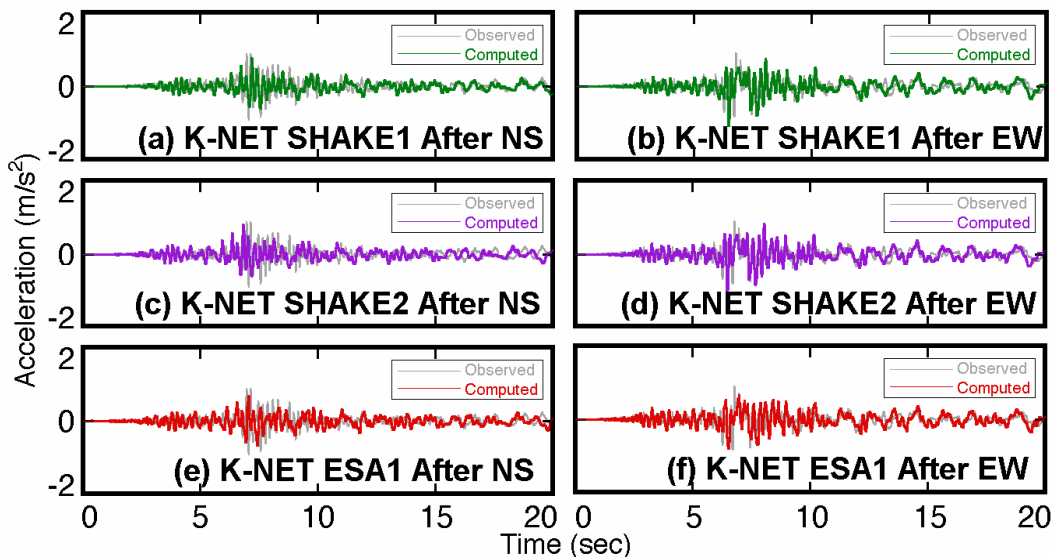 2
0
-2
Observed
Computed
(a) K-NET SHAKE1 After NS
Observed
Computed
(b) K-NET SHAKE1 After EW
Acceleration (m/s²)
2
0
-2
Observed
Computed
(c) K-NET SHAKE2 After NS
Observed
Computed
(d) K-NET SHAKE2 After EW
2
0
-2
Observed
Computed
(e) K-NET ESA1 After NS
Observed
Computed
(f) K-NET ESA1 After EW
0 5 10 15 20
0 5 10 15 20
Time (sec)